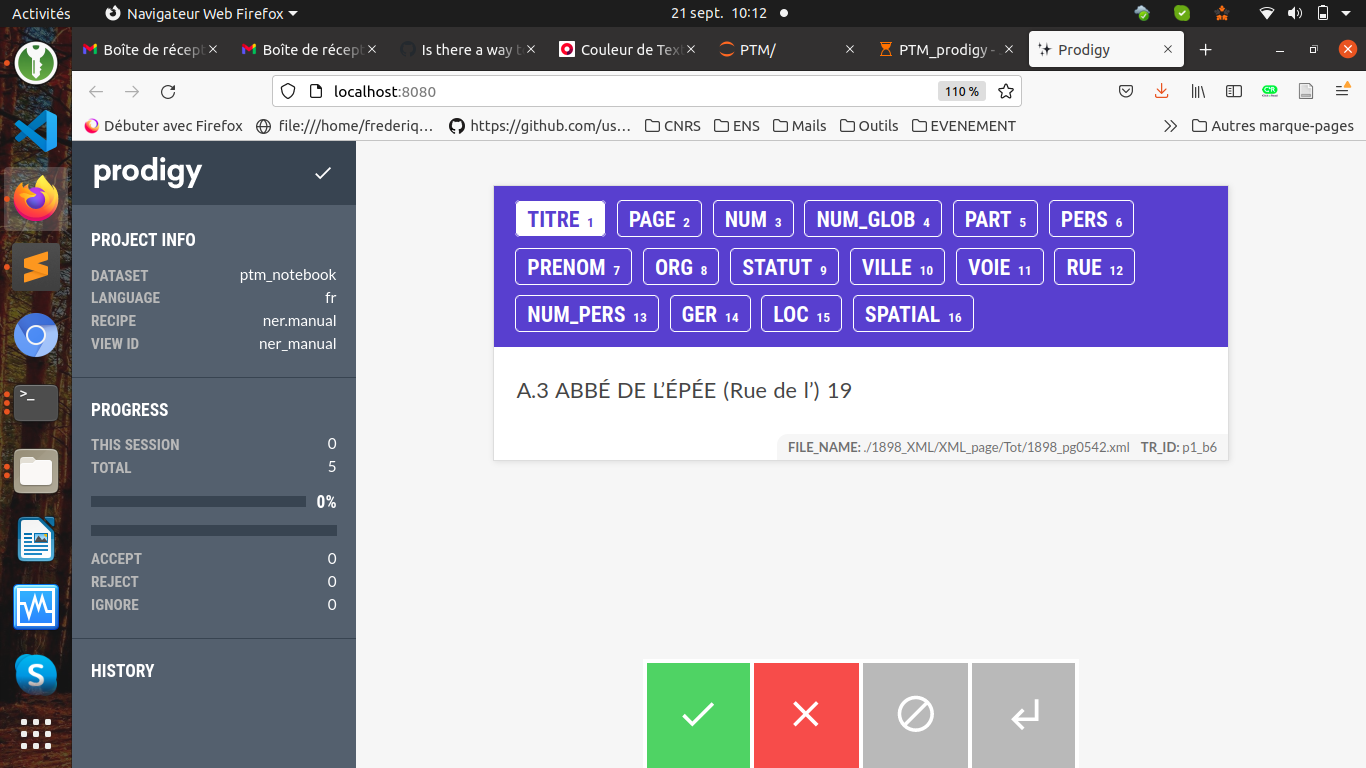 Activités Navigateur Web Firefox 21 sept. 10:12
Boîte de récept Boîte de récept Is there a way t Couleur de Text PTM/ PTM_prodigy - Prodigy
localhost:8080 110 %
Débuter avec Firefox file:///home/frederiq… https://github.com/us… CNRS ENS Mails Outils EVENEMENT Autres marque-pages
prodigy
PROJECT INFO
DATASET ptm_notebook
LANGUAGE fr
RECIPE ner.manual
VIEW ID ner_manual
PROGRESS
THIS SESSION 0
TOTAL 5
0%
ACCEPT 0
REJECT 0
IGNORE 0
HISTORY
TITRE 1 PAGE 2 NUM 3 NUM_GLOB 4 PART 5 PERS 6
PRENOM 7 ORG 8 STATUT 9 VILLE 10 VOIE 11 RUE 12
NUM_PERS 13 GER 14 LOC 15 SPATIAL 16
A.3 ABBÉ DE L’ÉPÉE (Rue de l’) 19
FILE_NAME: ./1898_XML/XML_page/Tot/1898_pg0542.xml TR_ID: p1_b6